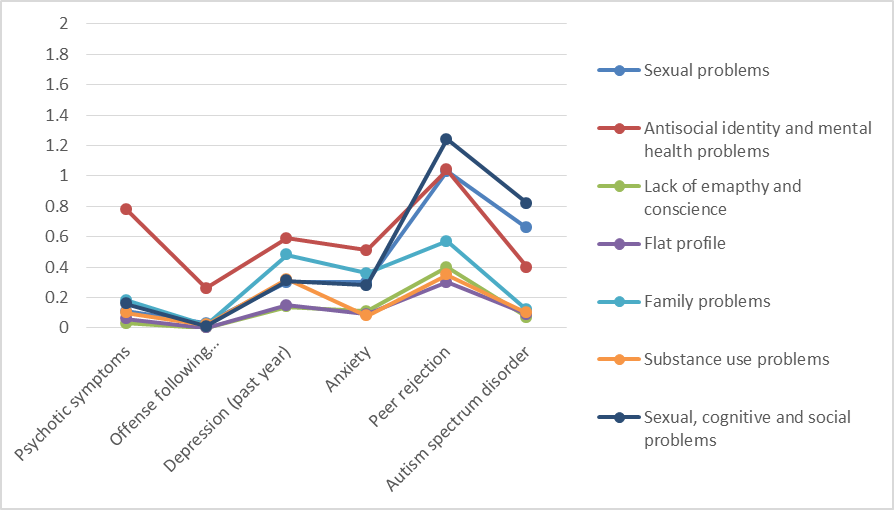 2
1.8
1.6
1.4
1.2
1
0.8
0.6
0.4
0.2
0
Psychotic symptoms
Offense following...
Depression (past year)
Anxiety
Peer rejection
Autism spectrum disorder
Sexual problems
Antisocial identity and mental
health problems
Lack of emapthy and
conscience
Flat profile
Family problems
Substance use problems
Sexual, cognitive and social
problems